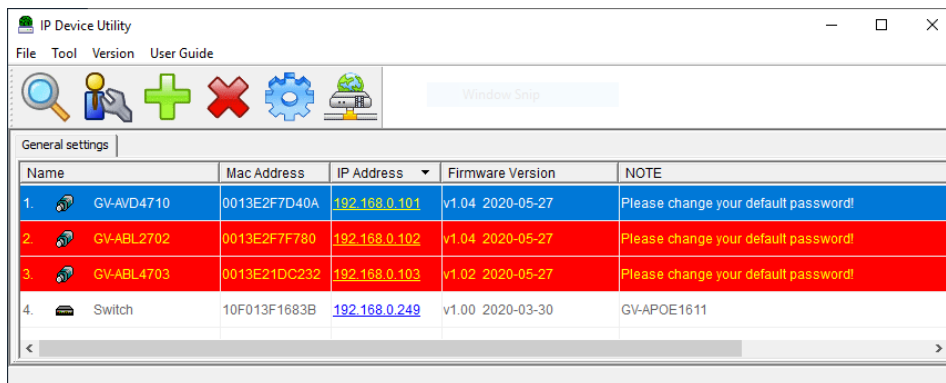 IP Device Utility
File Tool Version User Guide
Window Snip
General settings
Name Mac Address IP Address Firmware Version NOTE
1. GV-AVD4710 0013E2F7D40A 192.168.0.101 v1.04 2020-05-27 Please change your default password!
2. GV-ABL2702 0013E2F7F780 192.168.0.102 v1.04 2020-05-27 Please change your default password!
3. GV-ABL4703 0013E21DC232 192.168.0.103 v1.02 2020-05-27 Please change your default password!
4. Switch 10F013F1683B 192.168.0.249 v1.00 2020-03-30 GV-APOE1611